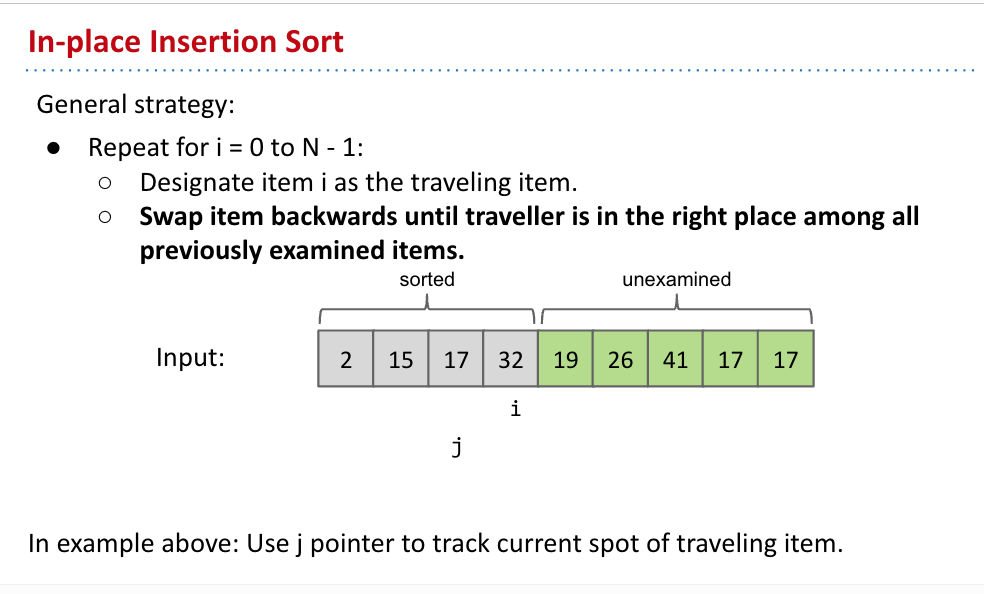 In-place Insertion Sort
General strategy:
● Repeat for i = 0 to N - 1:
○ Designate item i as the traveling item.
○ Swap item backwards until traveller is in the right place among all
previously examined items.
sorted unexamined
Input: 2 15 17 32 19 26 41 17 17
i
j
In example above: Use j pointer to track current spot of traveling item.